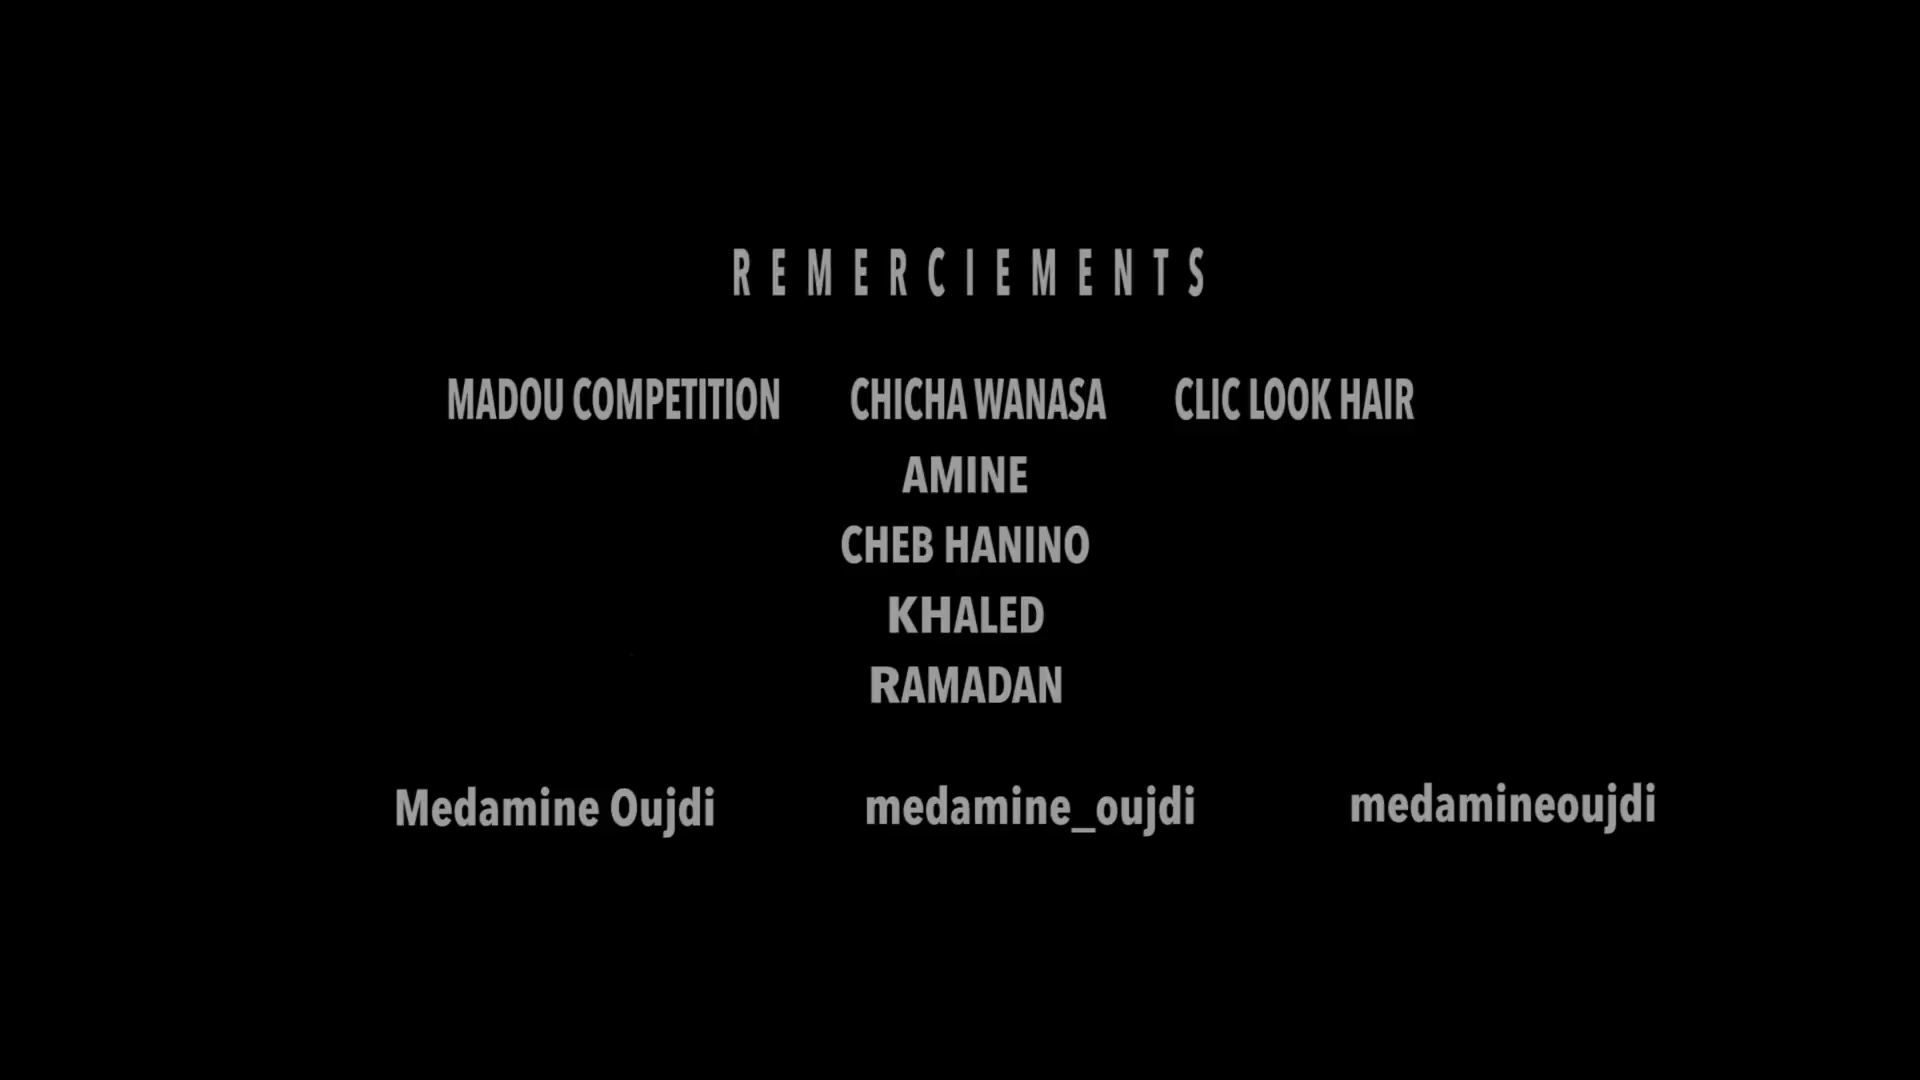 REMERCIEMENTS
MADOU COMPETITION CHICHA WANASA CLIC LOOK HAIR
AMINE
CHEB HANINO
KHALED
RAMADAN
Medamine Oujdi medamine_oujdi medamineoujdi